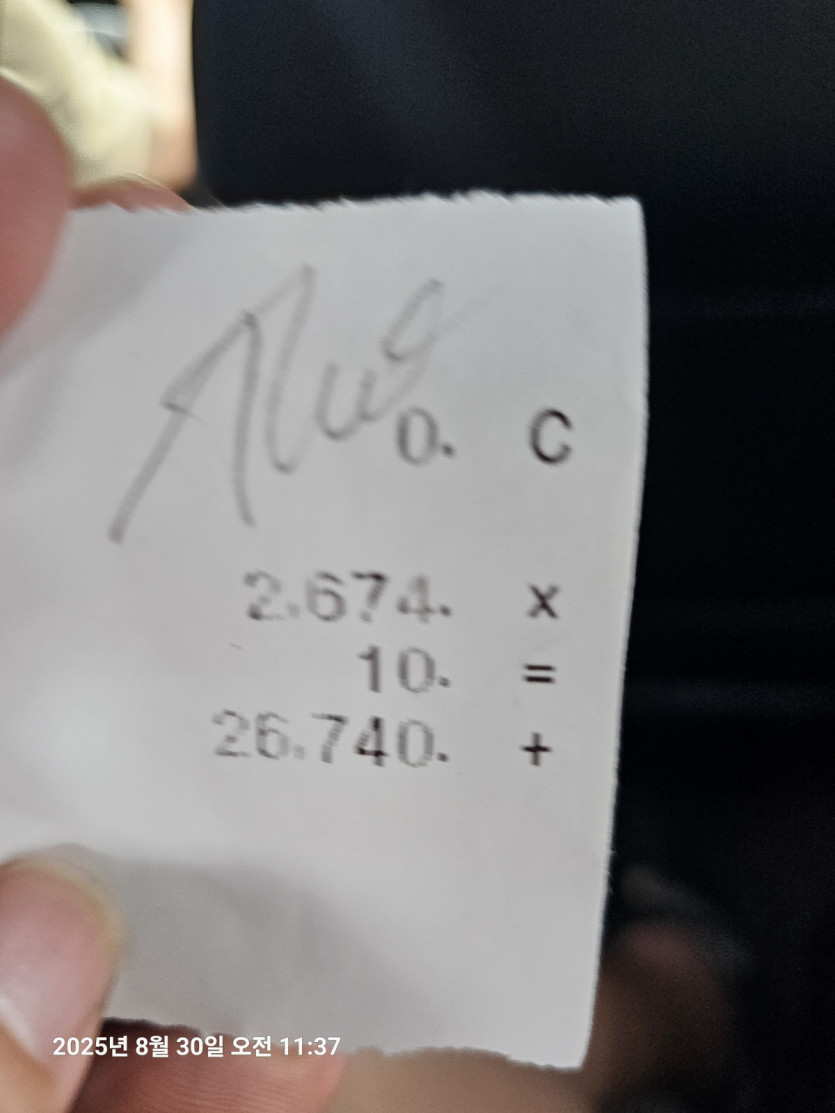 0. C
2.674. x
10. =
26.740. +
2025년 8월 30일 오전 11:37